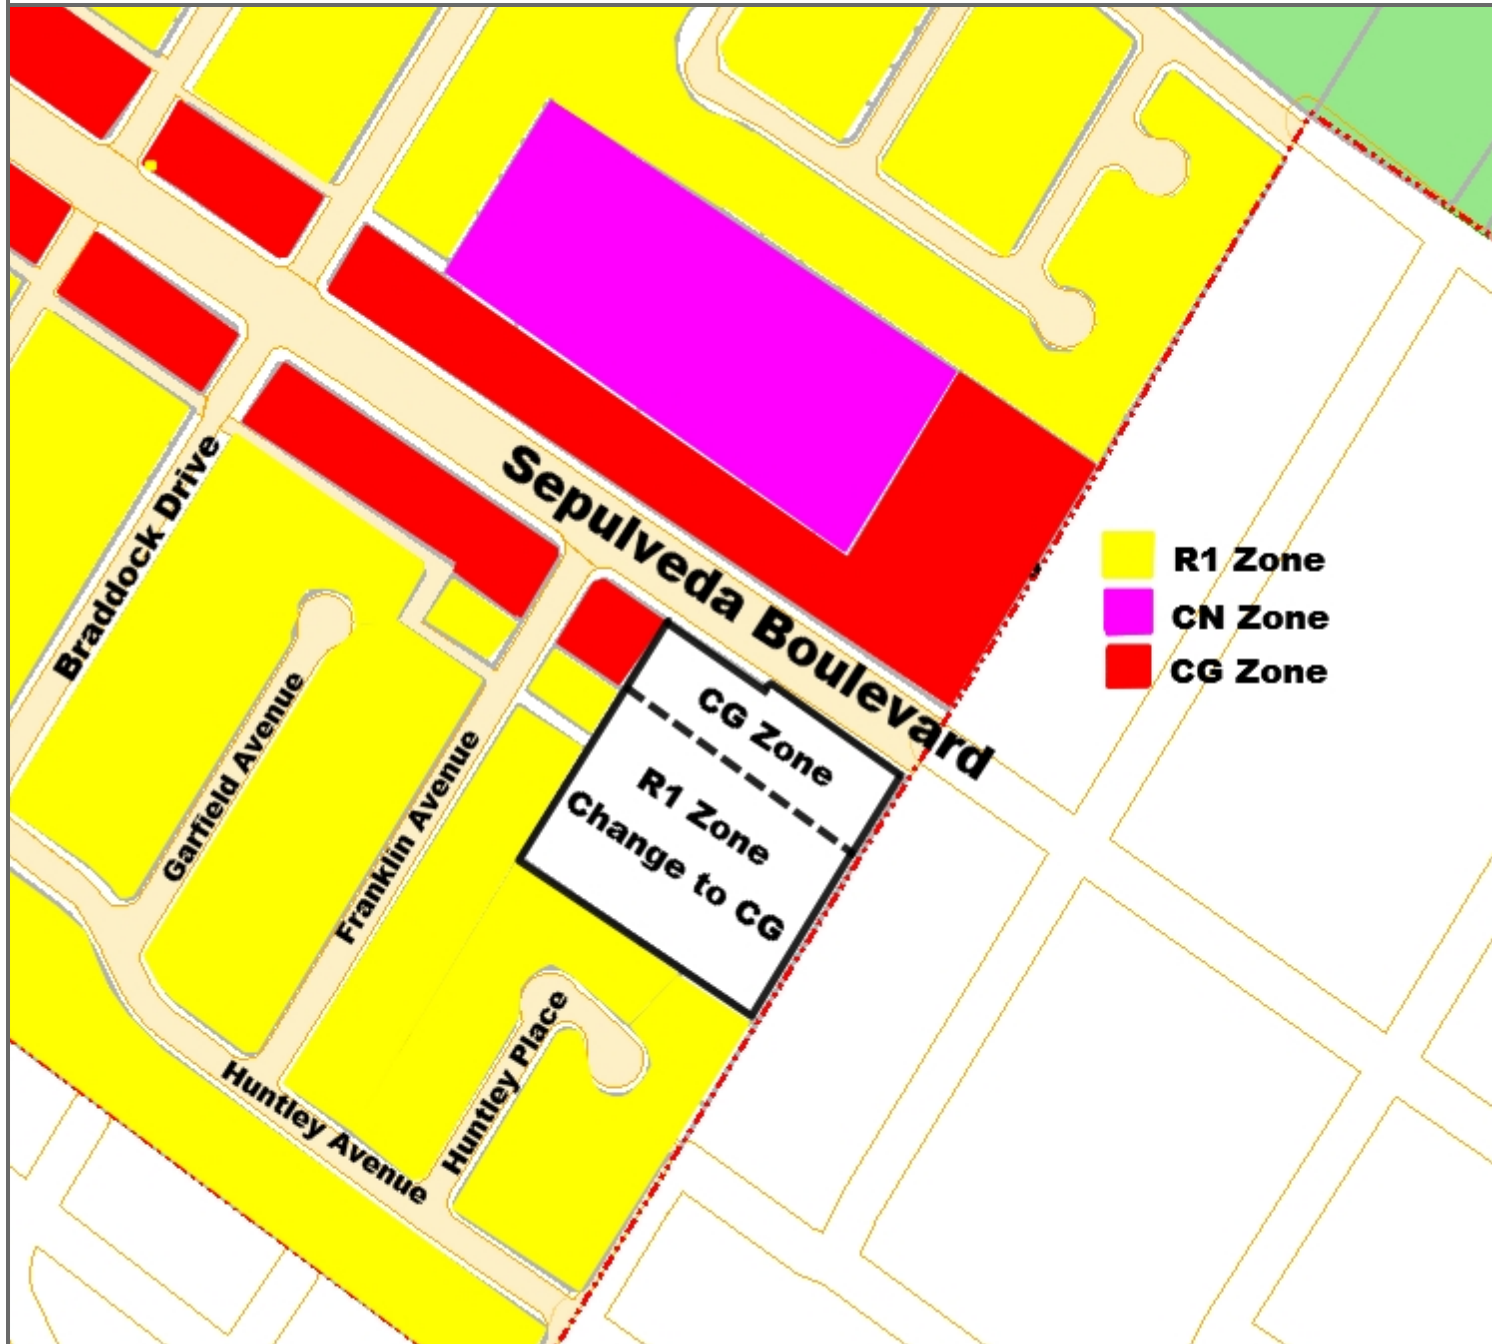 Sepulveda Boulevard
Braddock Drive
R1 Zone
CN Zone
CG Zone
CG Zone
R1 Zone
Change to CG
Garfield Avenue
Franklin Avenue
Huntley Place
Huntley Avenue